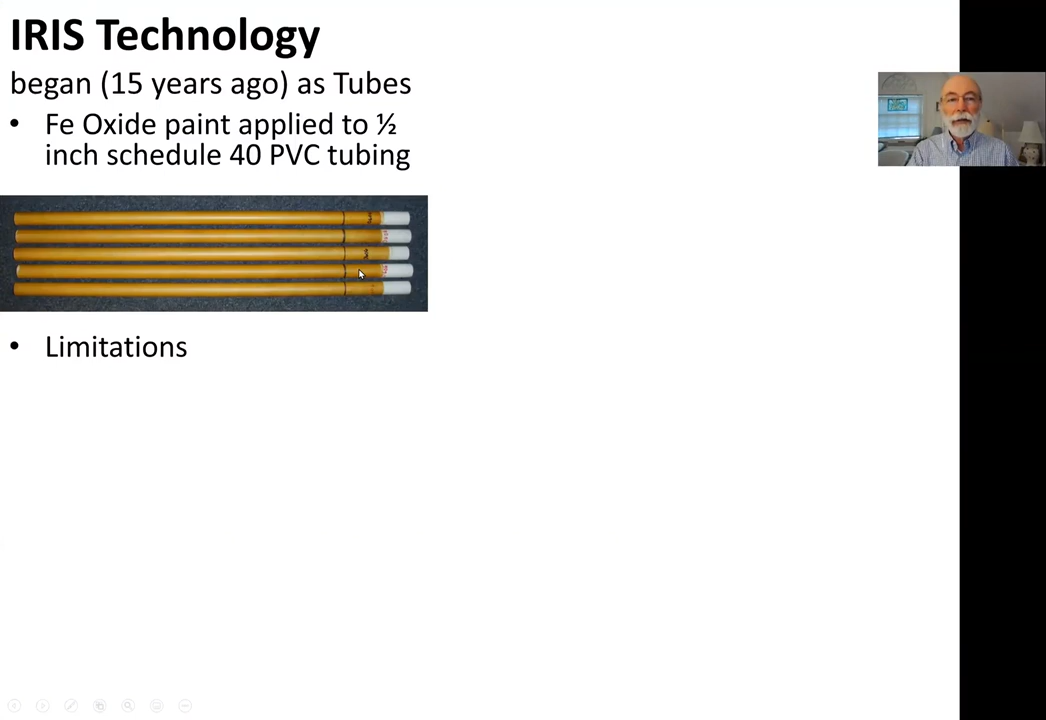 IRIS Technology
began (15 years ago) as Tubes
• Fe Oxide paint applied to ½
inch schedule 40 PVC tubing
• Limitations